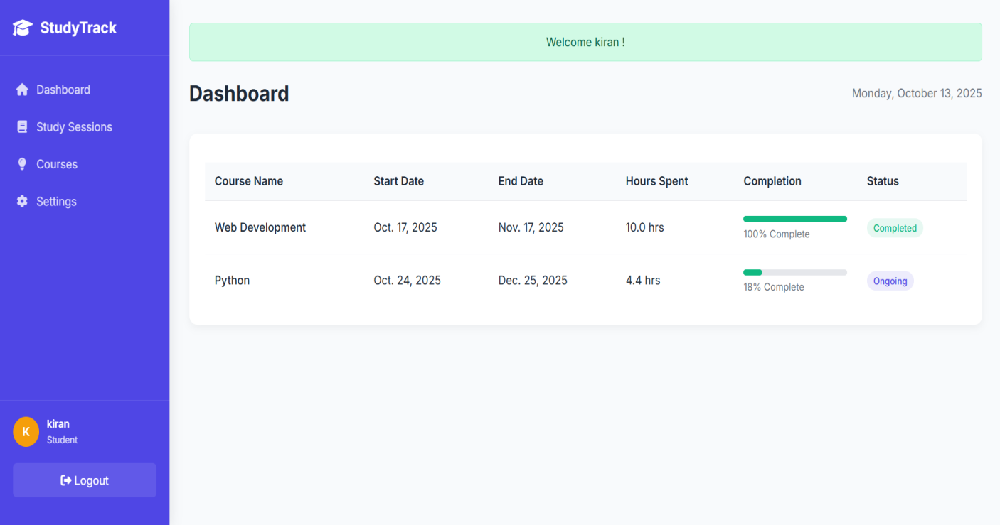 StudyTrack
Dashboard
Study Sessions
Courses
Settings
kiran
Student
Logout
Welcome kiran !
Dashboard
Monday, October 13, 2025
Course Name Start Date End Date Hours Spent Completion Status
Web Development Oct. 17, 2025 Nov. 17, 2025 10.0 hrs 100% Complete Completed
Python Oct. 24, 2025 Dec. 25, 2025 4.4 hrs 18% Complete Ongoing
K